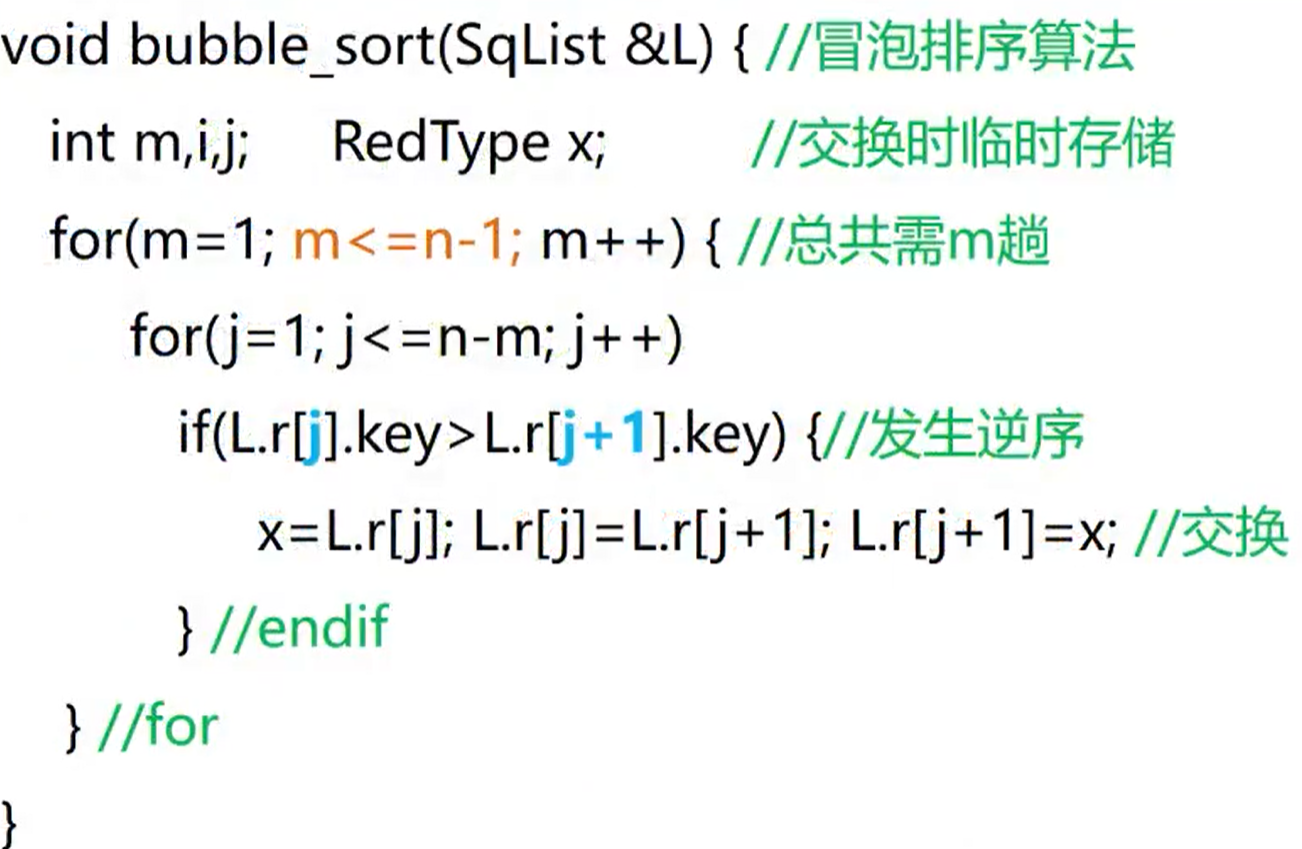 void bubble_sort(SqList &L) { //冒泡排序算法
int m,i,j; RedType x; //交换时临时存储
for(m=1; m<=n-1; m++) { //总共需m趟
for(j=1; j<=n-m; j++)
if(L.r[j].key>L.r[j+1].key) {//发生逆序
x=L.r[j]; L.r[j]=L.r[j+1]; L.r[j+1]=x; //交换
} //endif
} //for
}